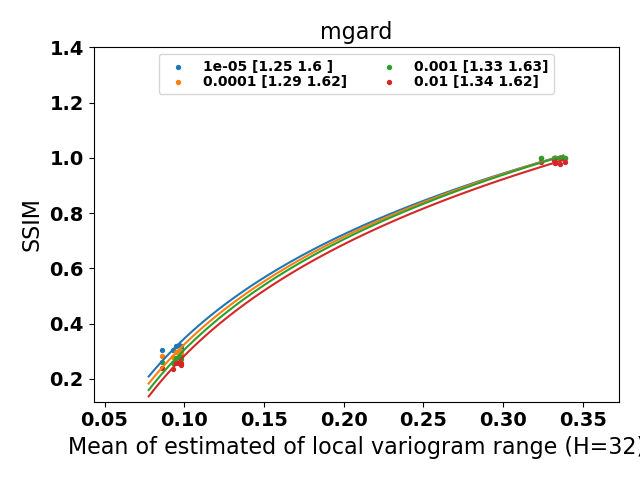 mgard
1e-05 [1.25 1.6 ]
0.0001 [1.29 1.62]
0.001 [1.33 1.63]
0.01 [1.34 1.62]
SSIM
1.4
1.2
1.0
0.8
0.6
0.4
0.2
0.05 0.10 0.15 0.20 0.25 0.30 0.35
Mean of estimated of local variogram range (H=32)